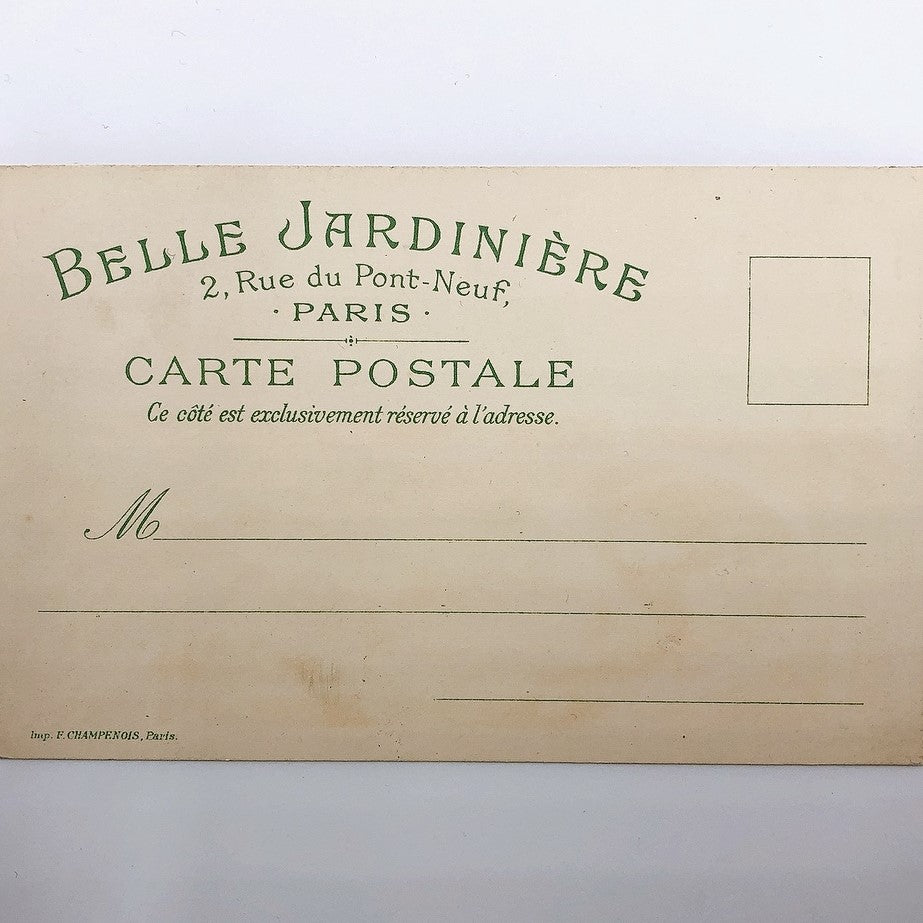 BELLE JARDINIÈRE
2, Rue du Pont-Neuf,
· PARIS ·
CARTE POSTALE
Ce côté est exclusivement réservé à l'adresse.
M
Imp. F. CHAMPENOIS, Paris.